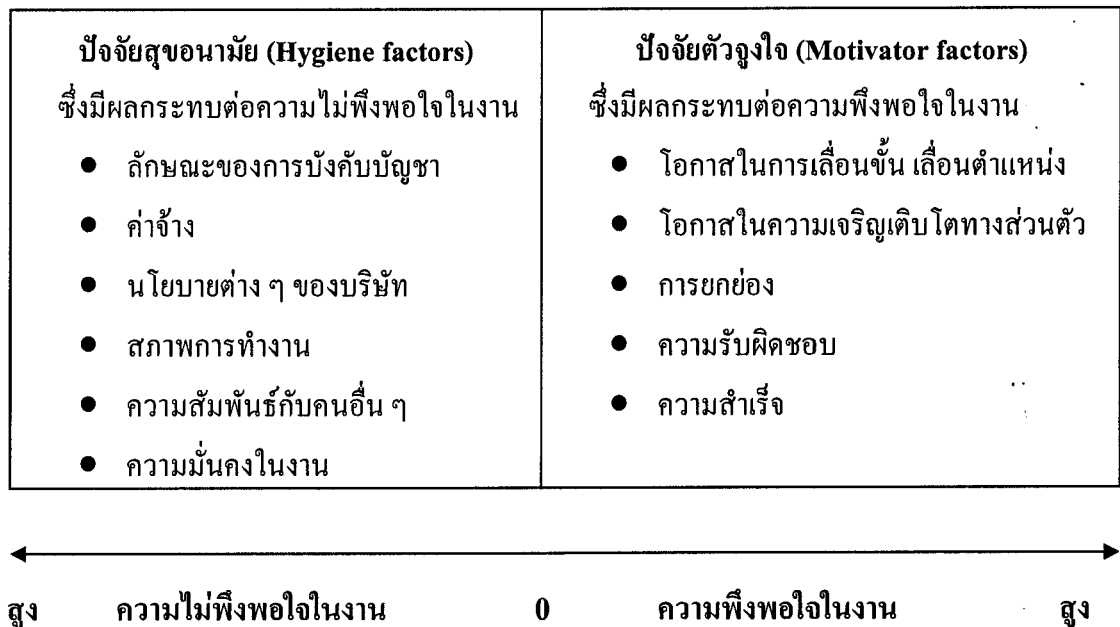 ปัจจัยสุขอนามัย (Hygiene factors)
ซึ่งมีผลกระทบต่อความไม่พึงพอใจในงาน
● ลักษณะของการบังคับบัญชา
● ค่าจ้าง
● นโยบายต่าง ๆ ของบริษัท
● สภาพการทำงาน
● ความสัมพันธ์กับคนอื่น ๆ
● ความมั่นคงในงาน
ปัจจัยตัวจูงใจ (Motivator factors)
ซึ่งมีผลกระทบต่อความพึงพอใจในงาน
● โอกาสในการเลื่อนขั้น เลื่อนตำแหน่ง
● โอกาสในความเจริญเติบโตทางส่วนตัว
● การยกย่อง
● ความรับผิดชอบ
● ความสำเร็จ
สูง ความไม่พึงพอใจในงาน 0 ความพึงพอใจในงาน สูง